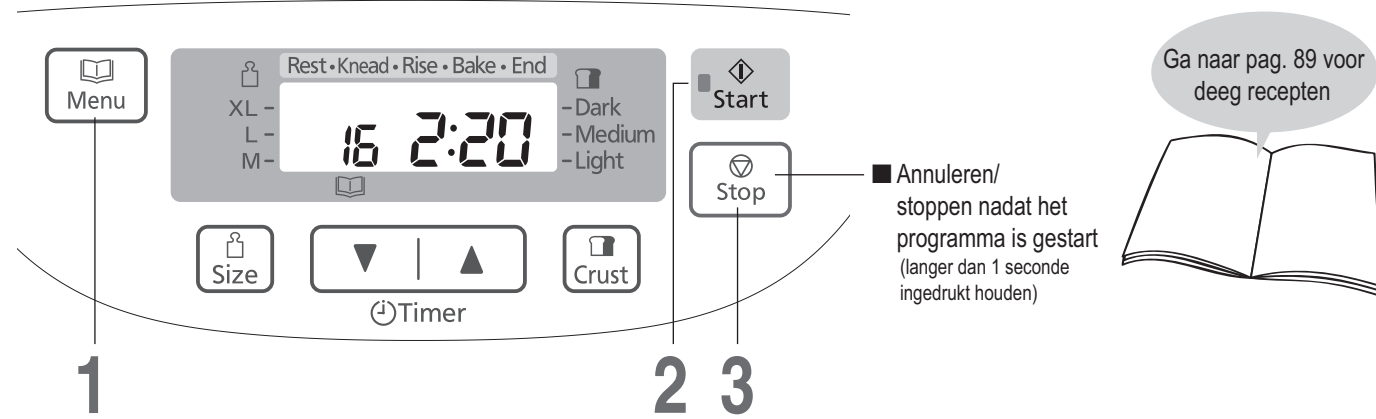 Menu
Rest • Knead • Rise • Bake • End
XL -
L -
M -
16 2:20
- Dark
- Medium
- Light
Start
Stop
Size
Timer
Crust
1
2
3
■ Annuleren/
stoppen nadat het
programma is gestart
(langer dan 1 seconde
ingedrukt houden)
Ga naar pag. 89 voor
deeg recepten